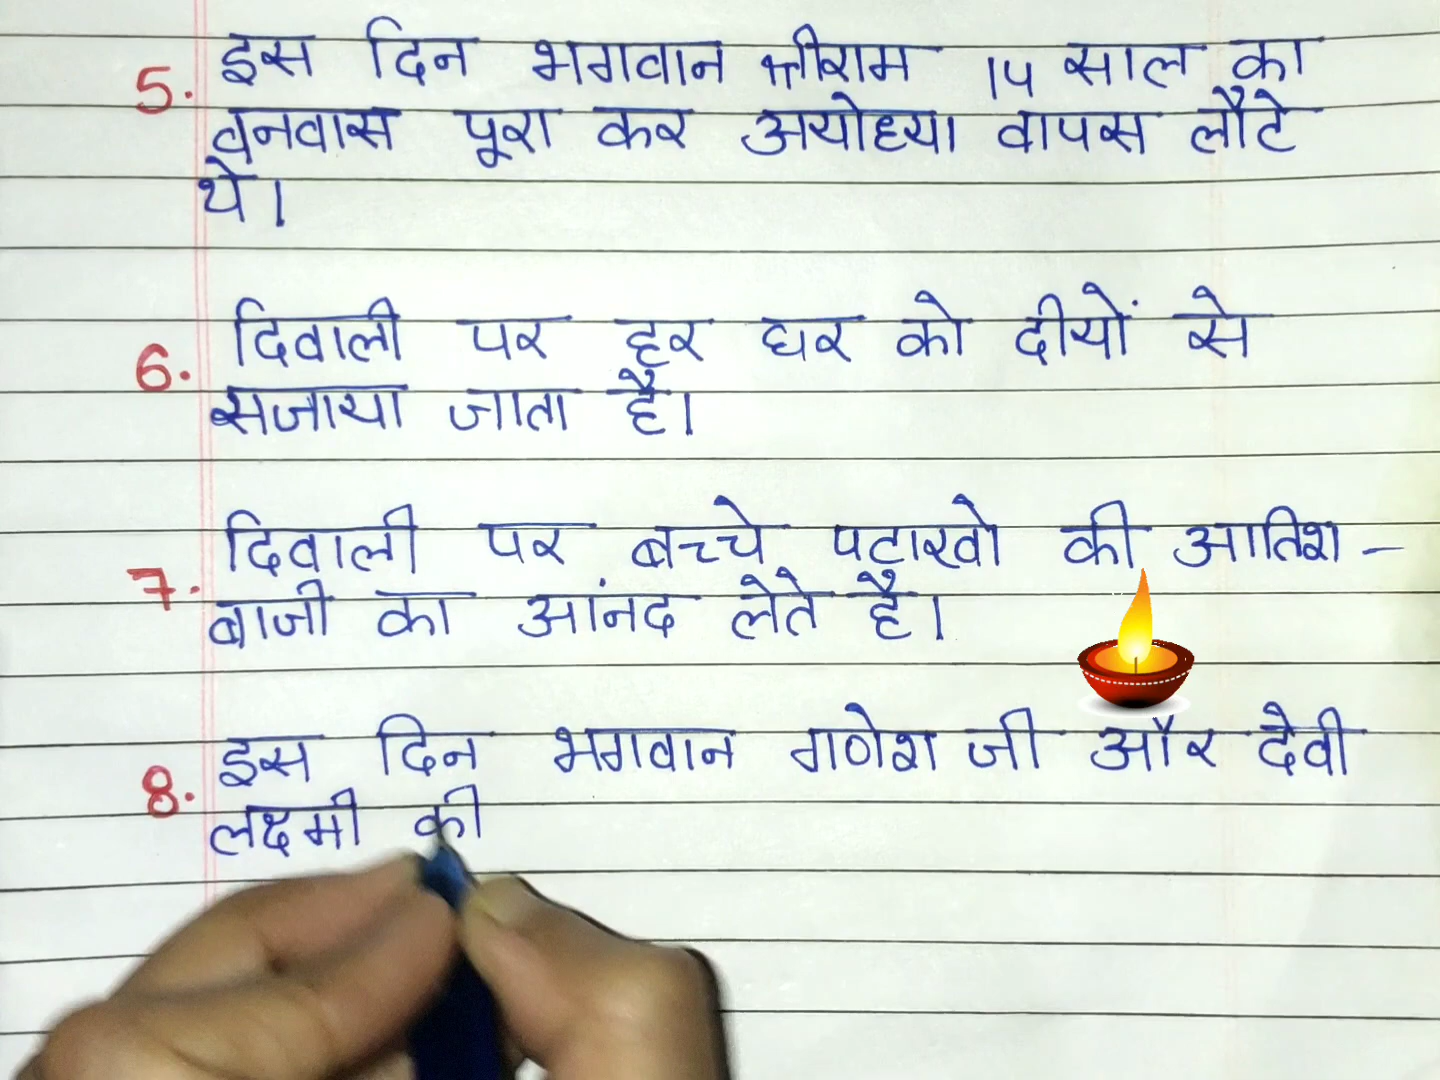 5. इस दिन भगवान श्रीराम 14 साल का
वनवास पूरा कर अयोध्या वापस लौटे
थे।
6. दिवाली पर हर घर को दीयों से
सजाया जाता है।
7. दिवाली पर बच्चे पटाखो की आतिश -
बाजी का आंनद लेते है।
8. इस दिन भगवान गणेश जी और देवी
लक्ष्मी की